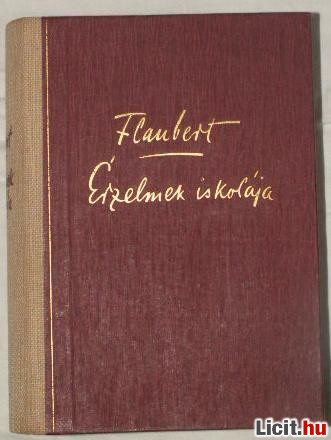 Flaubert
Érzelmek iskolája
Licit.hu